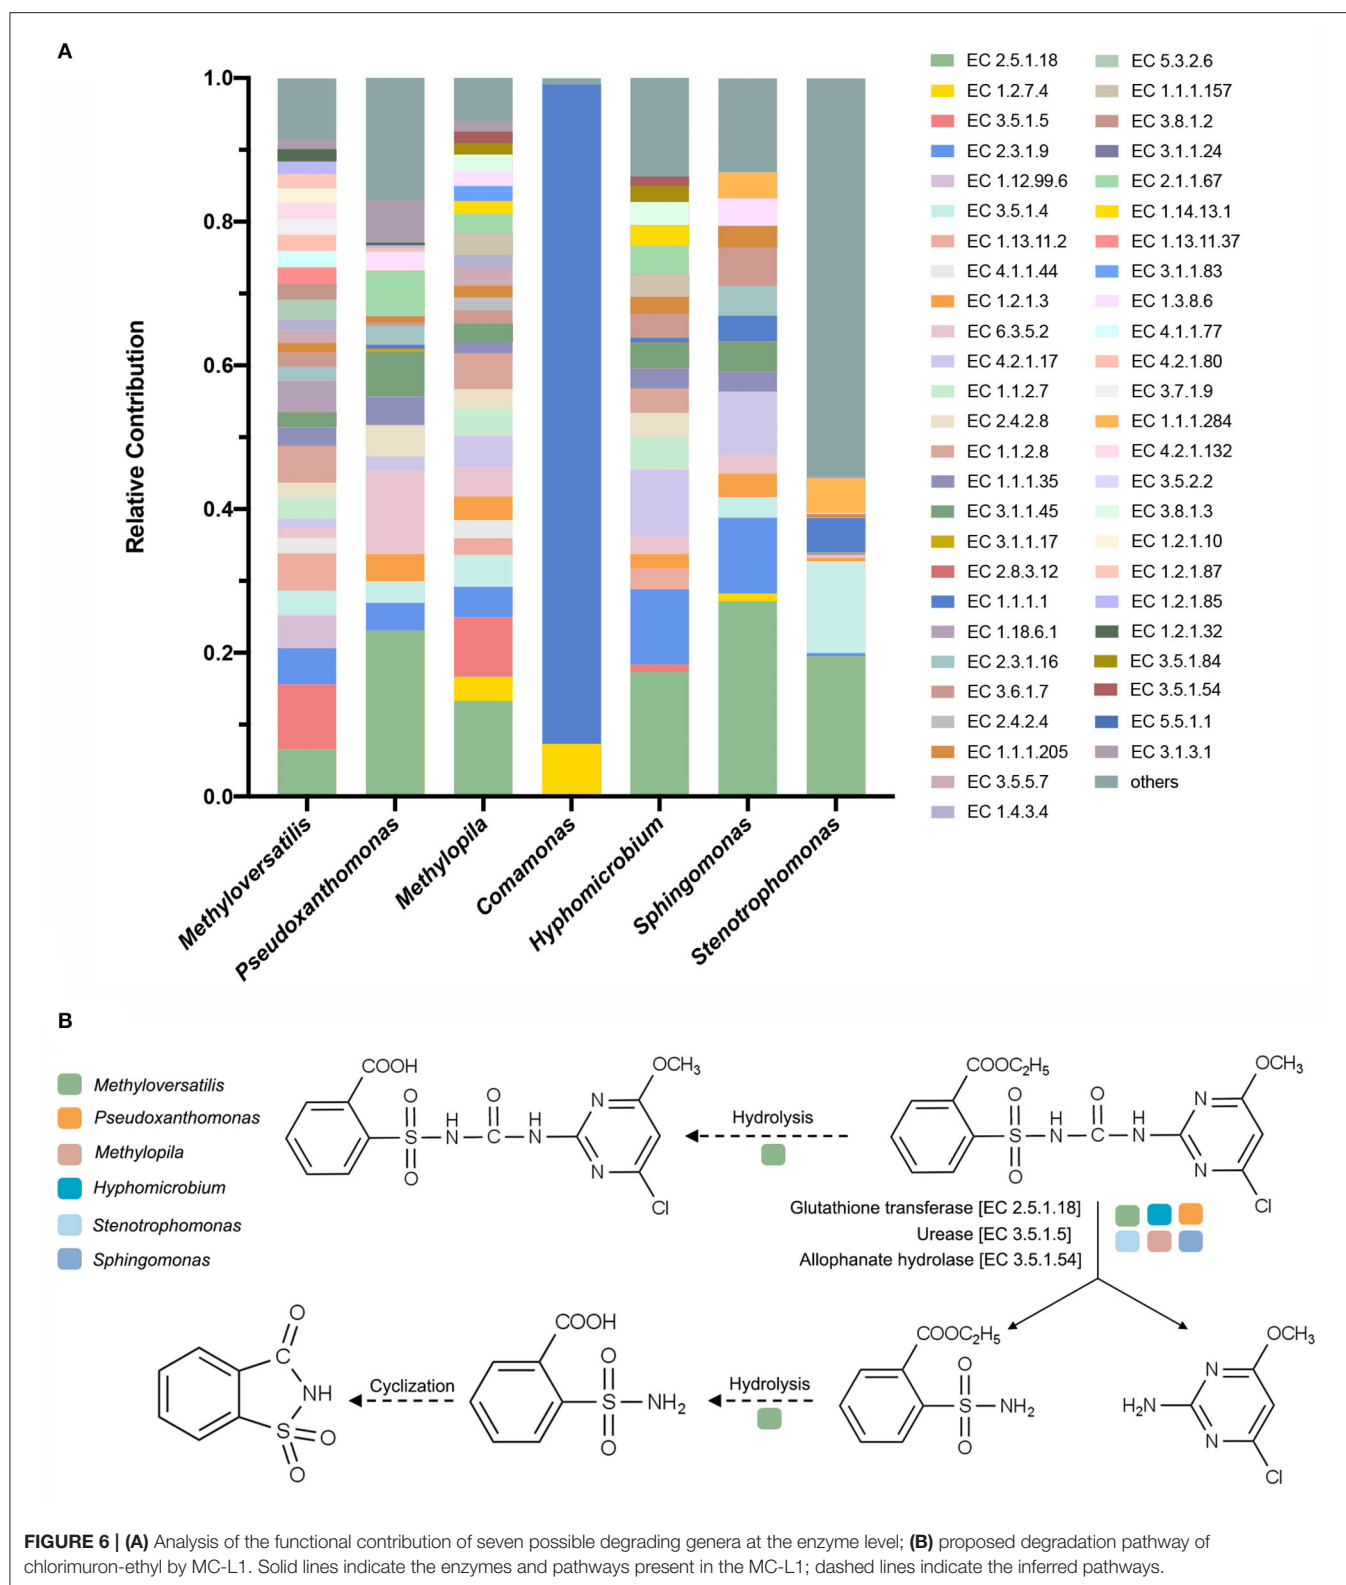 A
1.0
0.8
0.6
0.4
0.2
0.0
Relative Contribution
Methyloversatilis
Pseudoxanthomonas
Methylopila
Comamonas
Hyphomicrobium
Sphingomonas
Stenotrophomonas
EC 2.5.1.18
EC 1.2.7.4
EC 3.5.1.5
EC 2.3.1.9
EC 1.12.99.6
EC 3.5.1.4
EC 1.13.11.2
EC 4.1.1.44
EC 1.2.1.3
EC 6.3.5.2
EC 4.2.1.17
EC 1.1.2.7
EC 2.4.2.8
EC 1.1.2.8
EC 1.1.1.35
EC 3.1.1.45
EC 3.1.1.17
EC 2.8.3.12
EC 1.1.1.1
EC 1.18.6.1
EC 2.3.1.16
EC 3.6.1.7
EC 2.4.2.4
EC 1.1.1.205
EC 3.5.5.7
EC 1.4.3.4
EC 5.3.2.6
EC 1.1.1.157
EC 3.8.1.2
EC 3.1.1.24
EC 2.1.1.67
EC 1.14.13.1
EC 1.13.11.37
EC 3.1.1.83
EC 1.3.8.6
EC 4.1.1.77
EC 4.2.1.80
EC 3.7.1.9
EC 1.1.1.284
EC 4.2.1.132
EC 3.5.2.2
EC 3.8.1.3
EC 1.2.1.10
EC 1.2.1.87
EC 1.2.1.85
EC 1.2.1.32
EC 3.5.1.84
EC 3.5.1.54
EC 5.5.1.1
EC 3.1.3.1
others
B
Methyloversatilis
Pseudoxanthomonas
Methylopila
Hyphomicrobium
Stenotrophomonas
Sphingomonas
COOH
OCH₃
O
O
H
H
N
S
N
C
N
O
N
Cl
Hydrolysis
COOC₂H₅
OCH₃
O
O
H
H
N
S
N
C
N
O
N
Cl
Glutathione transferase [EC 2.5.1.18]
Urease [EC 3.5.1.5]
Allophanate hydrolase [EC 3.5.1.54]
O
C
NH
S
O
O
Cyclization
COOH
O
S
NH₂
O
Hydrolysis
COOC₂H₅
O
S
NH₂
O
OCH₃
N
H₂N
N
Cl
FIGURE 6 | (A) Analysis of the functional contribution of seven possible degrading genera at the enzyme level; (B) proposed degradation pathway of
chlorimuron-ethyl by MC-L1. Solid lines indicate the enzymes and pathways present in the MC-L1; dashed lines indicate the inferred pathways.